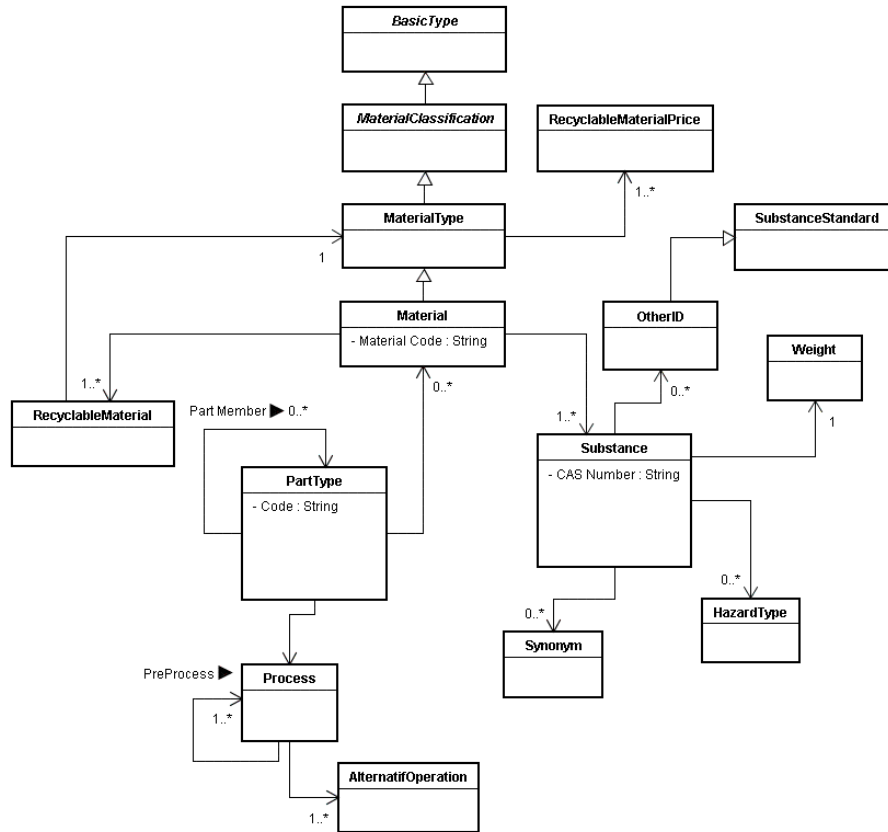 BasicType
MaterialClassification
RecyclableMaterialPrice
1..*
MaterialType
1
SubstanceStandard
Material
- Material Code : String
OtherID
Weight
1..*
0..*
0..*
RecyclableMaterial
Part Member ▶ 0..*
1..*
1
Substance
- CAS Number : String
PartType
- Code : String
0..*
HazardType
0..*
Synonym
PreProcess ▶
Process
1..*
AlternatifOperation
1..*